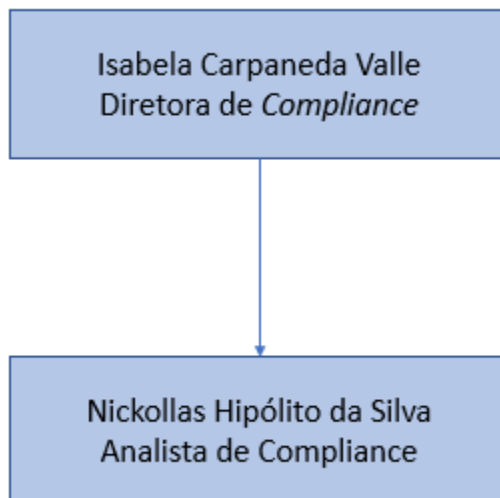 Isabela Carpaneda Valle
Diretora de Compliance
Nickollas Hipólito da Silva
Analista de Compliance